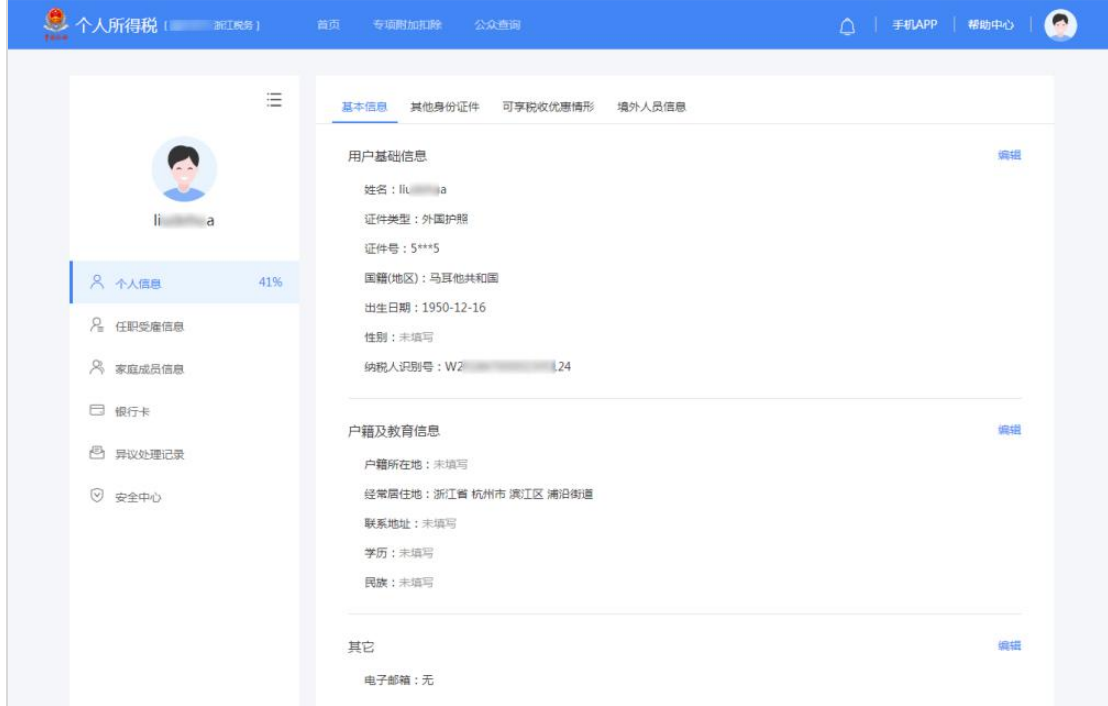 个人所得税 ( 浙江税务 ) 首页 专项附加扣除 公众查询 手机APP 帮助中心
基本信息 其他身份证件 可享税收优惠情形 境外人员信息
用户基础信息 编辑
姓名：liu a
li a
证件类型：外国护照
证件号：5***5
个人信息 41%
国籍(地区)：马耳他共和国
出生日期：1950-12-16
任职受雇信息
性别：未填写
家庭成员信息
纳税人识别号：W2 24
银行卡
户籍及教育信息 编辑
异议处理记录
户籍所在地：未填写
安全中心
经常居住地：浙江省 杭州市 滨江区 浦沿街道
联系地址：未填写
学历：未填写
民族：未填写
其它 编辑
电子邮箱：无